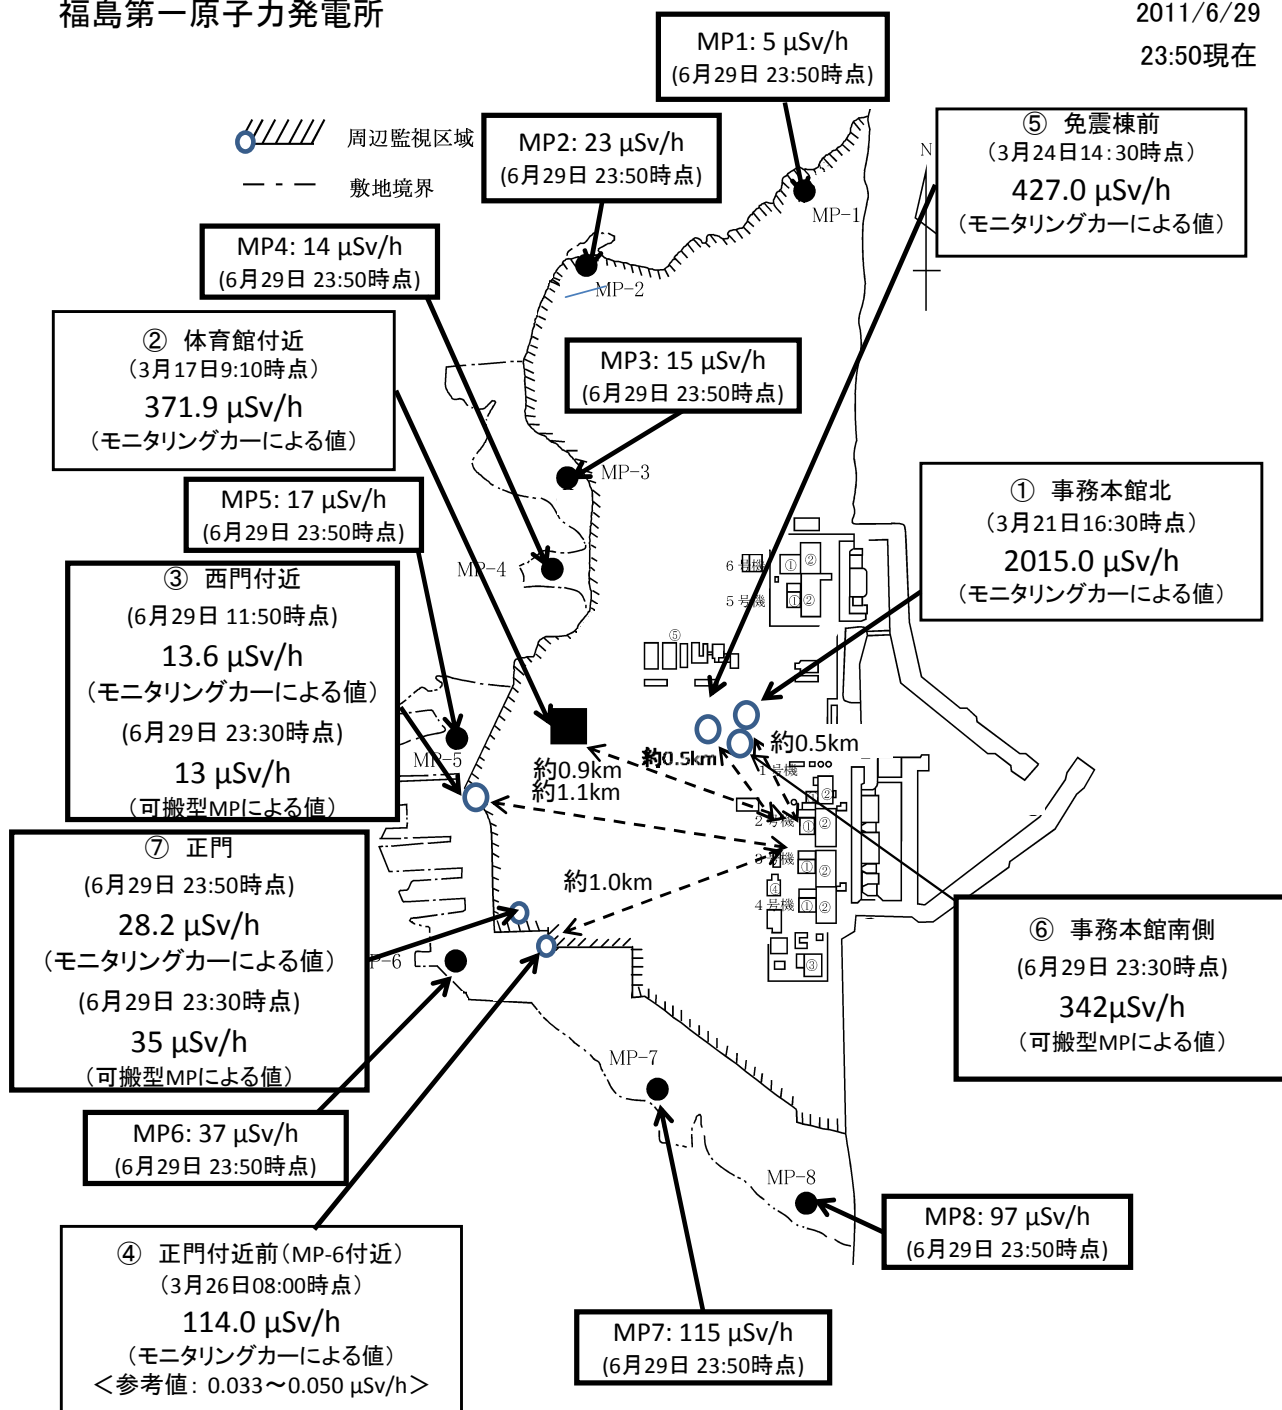 福島第一原子力発電所
2011/6/29
23:50現在
周辺監視区域
敷地境界
MP1: 5 μSv/h
(6月29日 23:50時点)
MP2: 23 μSv/h
(6月29日 23:50時点)
⑤ 免震棟前
(3月24日14:30時点)
427.0 μSv/h
(モニタリングカーによる値)
N
MP-1
MP4: 14 μSv/h
(6月29日 23:50時点)
MP-2
② 体育館付近
(3月17日9:10時点)
371.9 μSv/h
(モニタリングカーによる値)
MP3: 15 μSv/h
(6月29日 23:50時点)
MP-3
MP5: 17 μSv/h
(6月29日 23:50時点)
① 事務本館北
(3月21日16:30時点)
2015.0 μSv/h
(モニタリングカーによる値)
MP-4
③ 西門付近
(6月29日 11:50時点)
13.6 μSv/h
(モニタリングカーによる値)
(6月29日 23:30時点)
13 μSv/h
(可搬型MPによる値)
6号機
① ②
5号機
① ②
⑤
MP-5
約0.9km
約1.1km
約0.5km
約0.5km
1号機
②
2号機
① ②
3号機
① ②
④
4号機
① ②
③
約1.0km
⑦ 正門
(6月29日 23:50時点)
28.2 μSv/h
(モニタリングカーによる値)
(6月29日 23:30時点)
35 μSv/h
(可搬型MPによる値)
P-6
⑥ 事務本館南側
(6月29日 23:30時点)
342μSv/h
(可搬型MPによる値)
MP-7
MP6: 37 μSv/h
(6月29日 23:50時点)
MP-8
MP8: 97 μSv/h
(6月29日 23:50時点)
④ 正門付近前(MP-6付近)
(3月26日08:00時点)
114.0 μSv/h
(モニタリングカーによる値)
<参考値: 0.033～0.050 μSv/h>
MP7: 115 μSv/h
(6月29日 23:50時点)